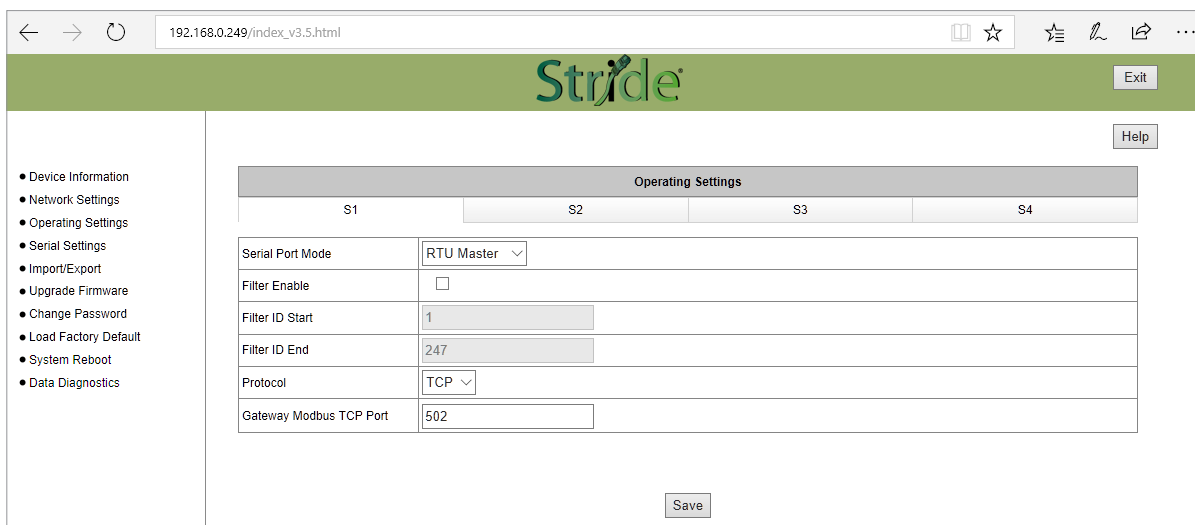 192.168.0.249/index_v3.5.html
Stride
Exit
Help
Device Information
Network Settings
Operating Settings
Serial Settings
Import/Export
Upgrade Firmware
Change Password
Load Factory Default
System Reboot
Data Diagnostics
Operating Settings
S1 S2 S3 S4
Serial Port Mode RTU Master
Filter Enable
Filter ID Start 1
Filter ID End 247
Protocol TCP
Gateway Modbus TCP Port 502
Save